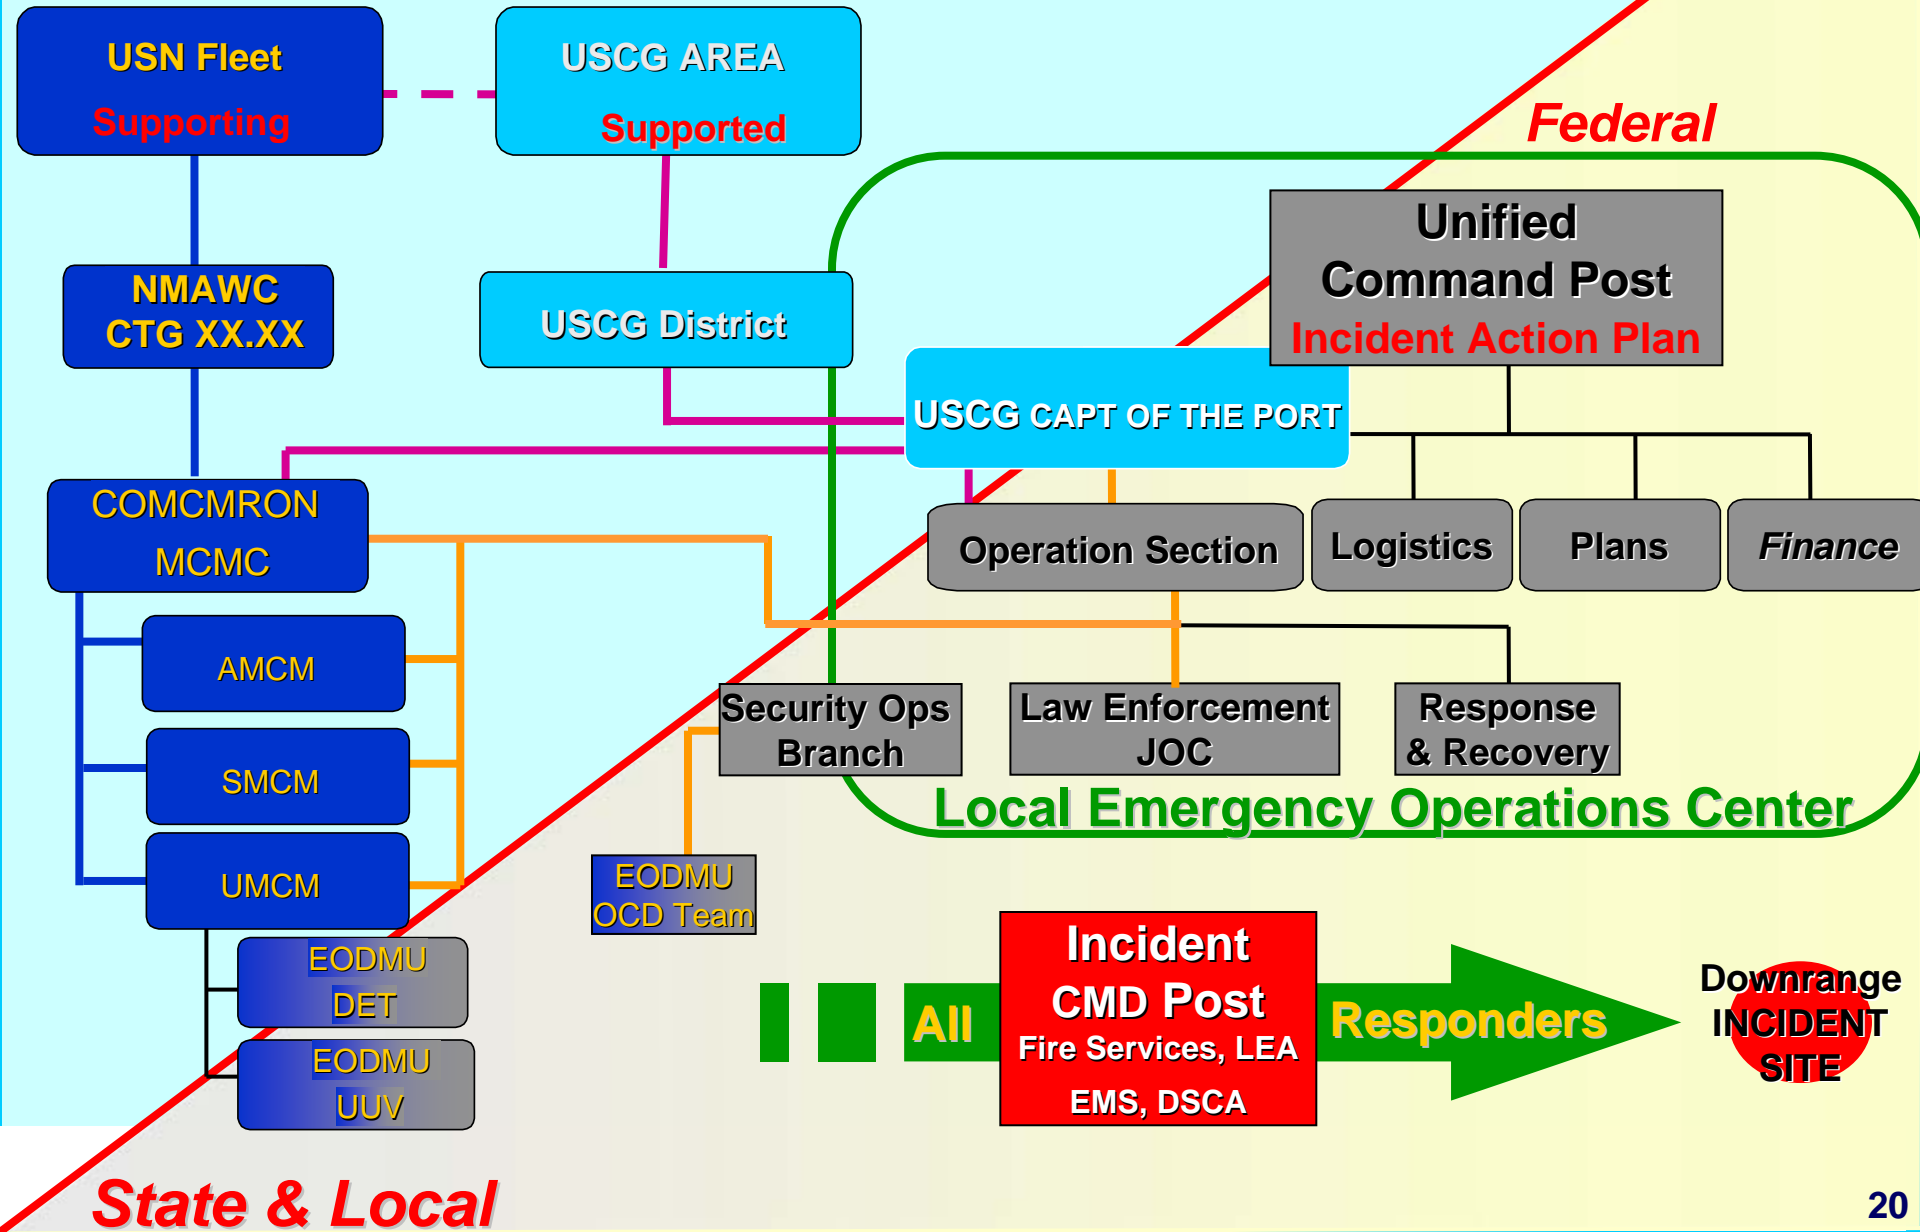 USN Fleet
Supporting
USCG AREA
Supported
Federal
Unified
Command Post
Incident Action Plan
NMAWC
CTG XX.XX
USCG District
USCG CAPT OF THE PORT
COMCMRON
MCMC
Operation Section
Logistics
Plans
Finance
AMCM
SMCM
UMCM
Security Ops
Branch
Law Enforcement
JOC
Response
& Recovery
Local Emergency Operations Center
EODMU
OCD Team
EODMU
DET
EODMU
UUV
All
Incident
CMD Post
Fire Services, LEA
EMS, DSCA
Responders
Downrange
INCIDENT
SITE
State & Local
20